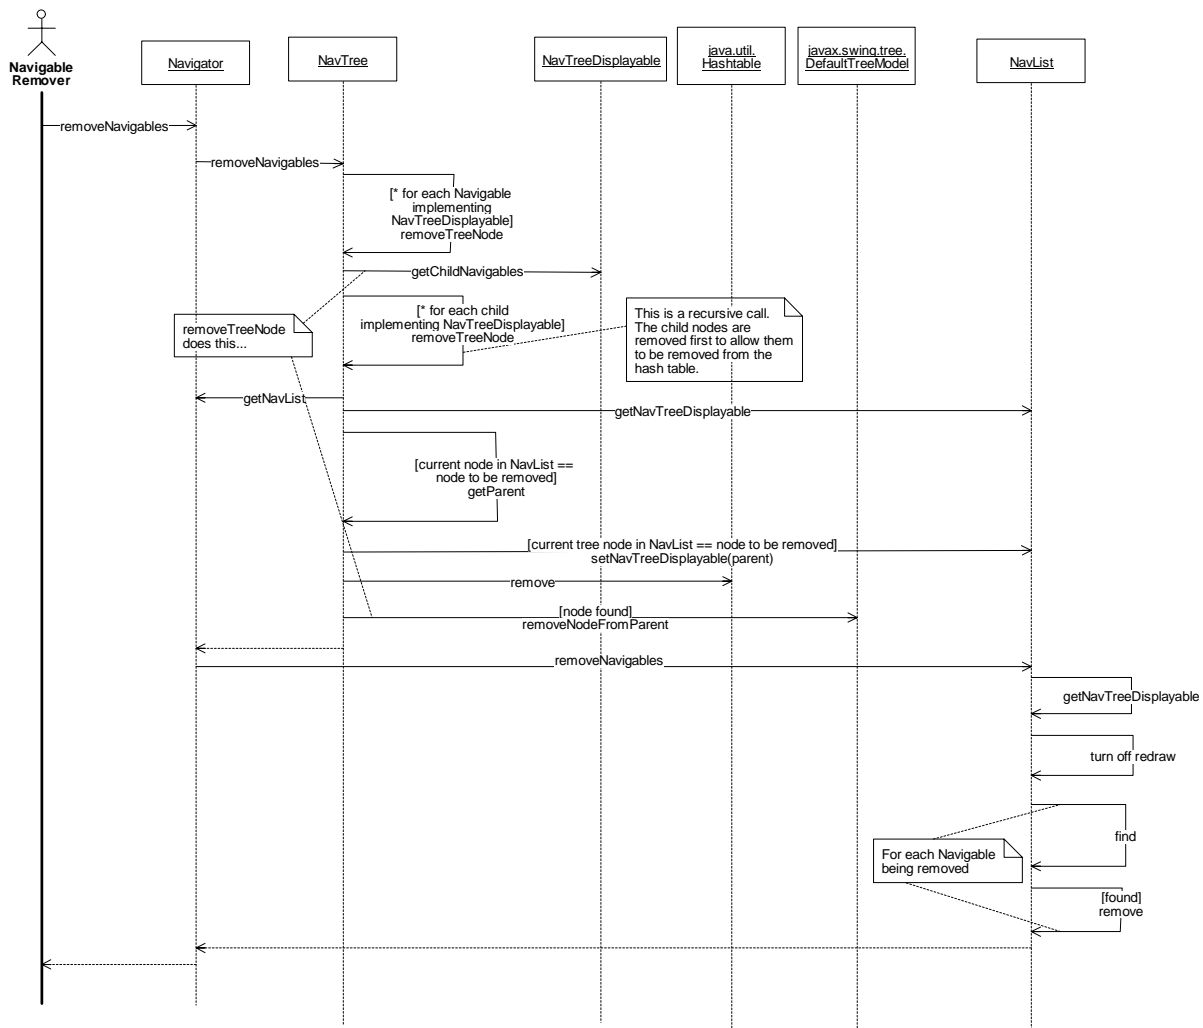 Navigable
Remover
Navigator
NavTree
NavTreeDisplayable
java.util.
Hashtable
javax.swing.tree.
DefaultTreeModel
NavList
removeNavigables
removeNavigables
[* for each Navigable
implementing
NavTreeDisplayable]
removeTreeNode
getChildNavigables
removeTreeNode
does this...
[* for each child
implementing NavTreeDisplayable]
removeTreeNode
This is a recursive call.
The child nodes are
removed first to allow them
to be removed from the
hash table.
getNavList
getNavTreeDisplayable
[current node in NavList ==
node to be removed]
getParent
[current tree node in NavList == node to be removed]
setNavTreeDisplayable(parent)
remove
[node found]
removeNodeFromParent
removeNavigables
getNavTreeDisplayable
turn off redraw
find
For each Navigable
being removed
[found]
remove